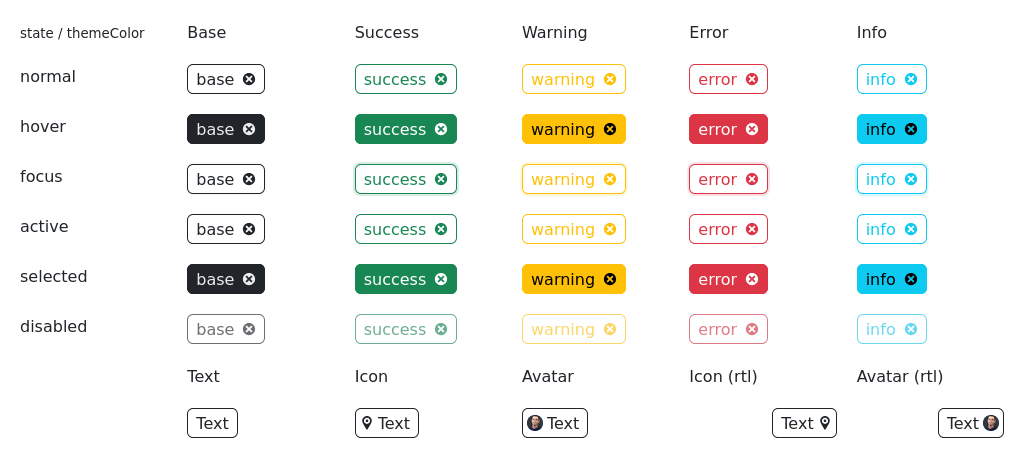 state / themeColor Base Success Warning Error Info
normal base success warning error info
hover base success warning error info
focus base success warning error info
active base success warning error info
selected base success warning error info
disabled base success warning error info
Text Icon Avatar Icon (rtl) Avatar (rtl)
Text Text Text Text Text